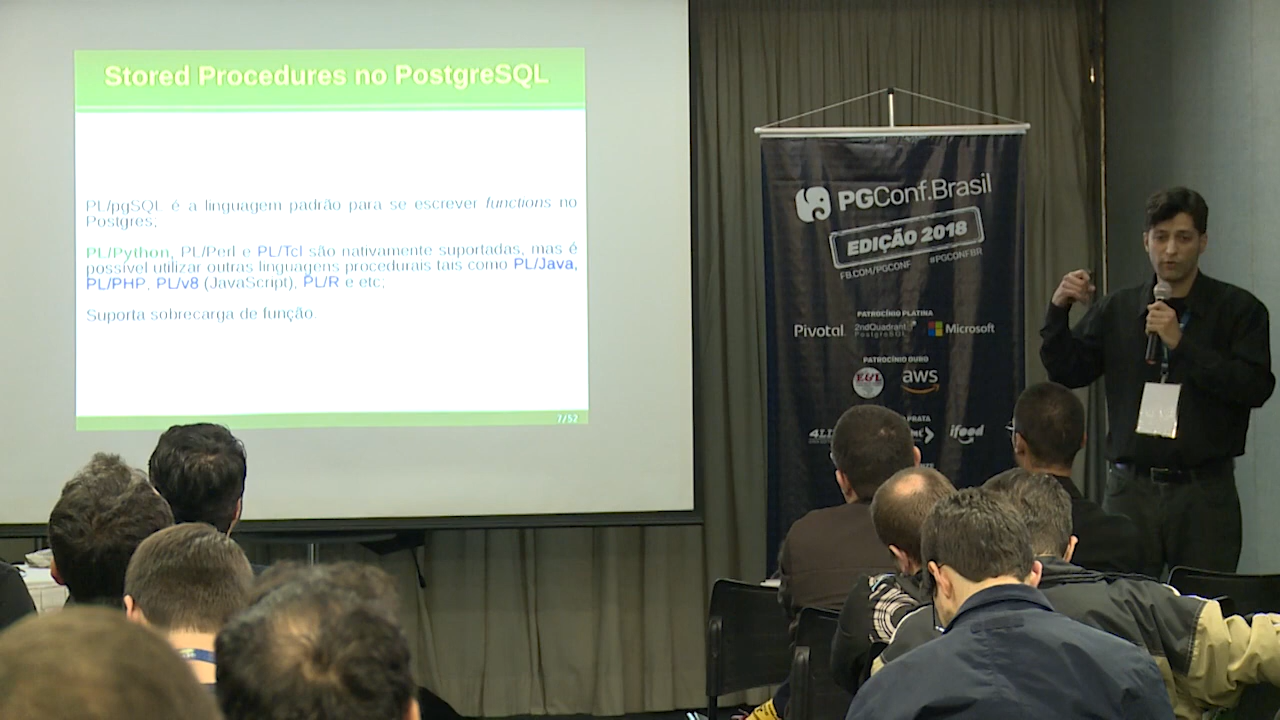 Stored Procedures no PostgreSQL
PL/pgSQL é a linguagem padrão para se escrever functions no
Postgres;
PL/Python, PL/Perl e PL/Tcl são nativamente suportadas, mas é
possível utilizar outras linguagens procedurais tais como PL/Java,
PL/PHP, PL/v8 (JavaScript), PL/R e etc;
Suporta sobrecarga de função.
7/52
PGConf.Brasil
EDIÇÃO 2018
FB.COM/PGCONF #PGCONFBR
PATROCÍNIO PLATINA
Pivotal. 2ndQuadrant Microsoft
PostgreSQL
PATROCÍNIO OURO
aws
PRATA
ifood